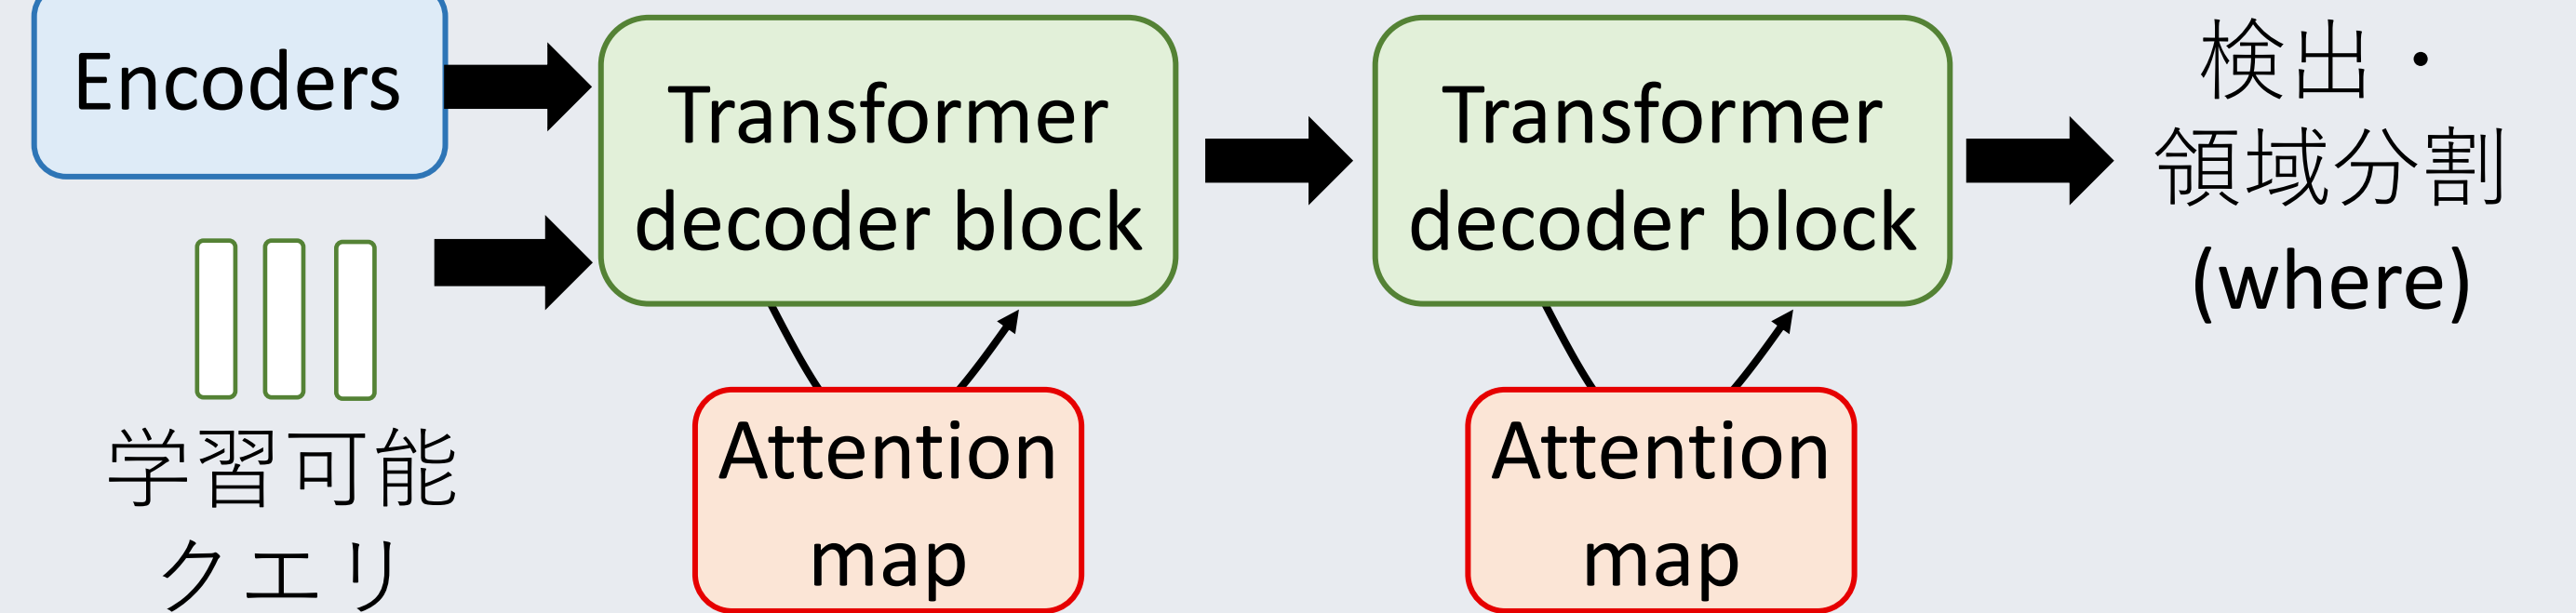 Encoders
学習可能
クエリ
Transformer
decoder block
Attention
map
Transformer
decoder block
Attention
map
検出・
領域分割
(where)